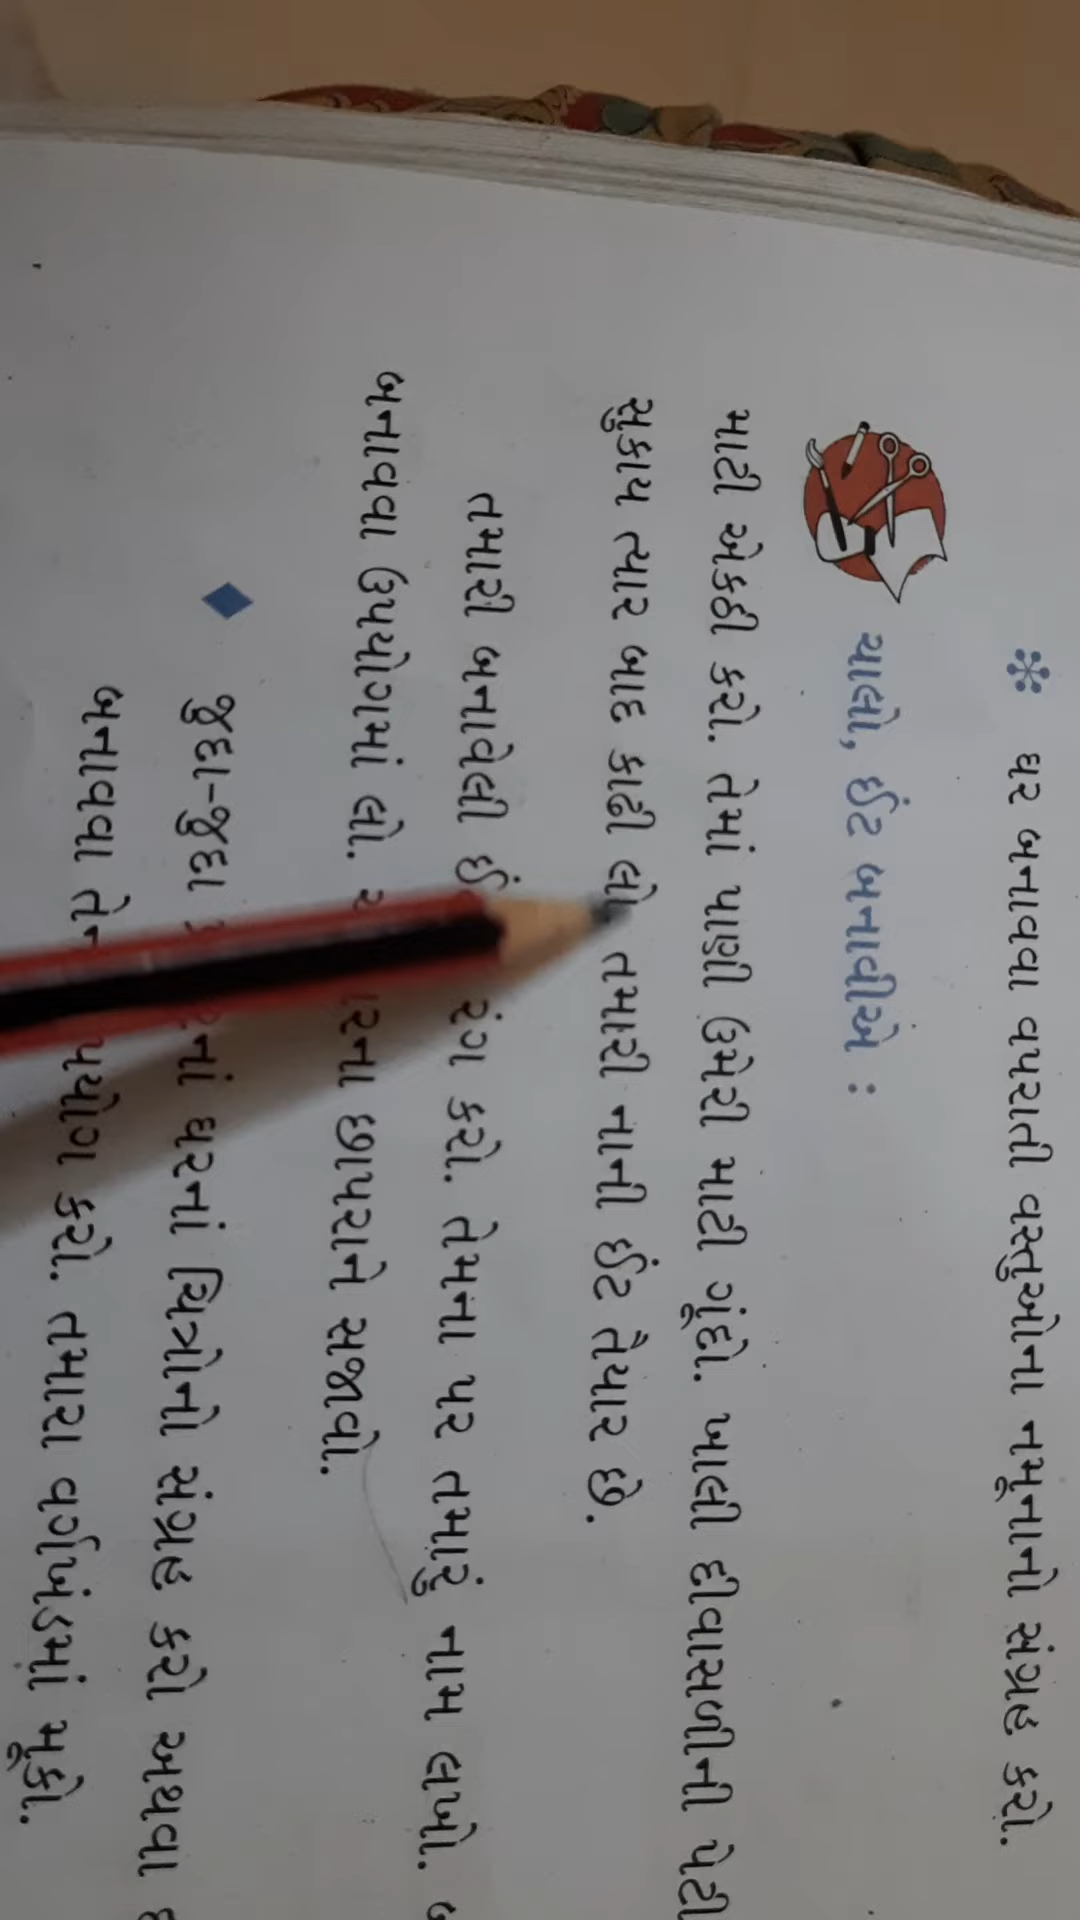 ઘર બનાવવા વપરાતી વસ્તુઓના નમૂનાનો સંગ્રહ કરો.
ચાલો, ઈંટ બનાવીએ :
માટી એકઠી કરો. તેમાં પાણી ઉમેરી માટી ગૂંદો. ખાલી દીવાસળીની પેટી
સુકાય ત્યાર બાદ કાઢી લો તમારી નાની ઈંટ તૈયાર છે.
તમારી બનાવેલી રંગ કરો. તેમના પર તમારું નામ લખો.
બનાવવા ઉપયોગમાં લો. છાપરાને સજાવો.
જુદા-જુદા ઘરનાં ચિત્રોનો સંગ્રહ કરો અથવા
બનાવવા કરો. તમારા વર્ગખંડમાં મૂકો.